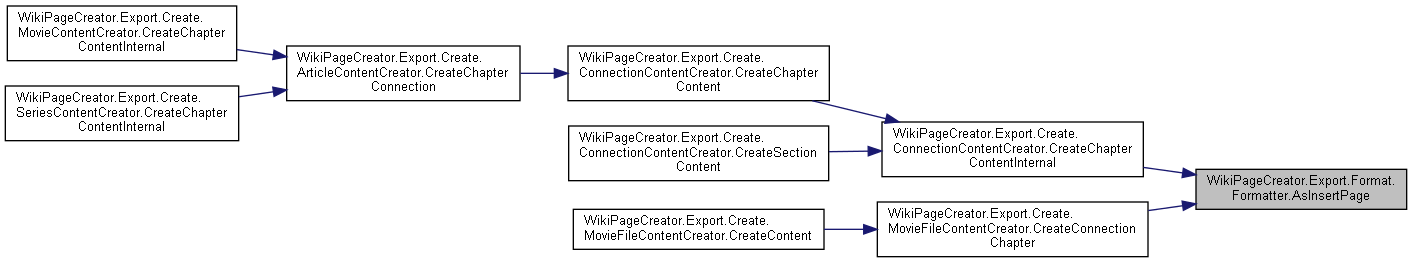 WikiPageCreator.Export.Create.
MovieContentCreator.CreateChapter
ContentInternal
WikiPageCreator.Export.Create.
SeriesContentCreator.CreateChapter
ContentInternal
WikiPageCreator.Export.Create.
ArticleContentCreator.CreateChapter
Connection
WikiPageCreator.Export.Create.
ConnectionContentCreator.CreateChapter
Content
WikiPageCreator.Export.Create.
ConnectionContentCreator.CreateSection
Content
WikiPageCreator.Export.Create.
MovieFileContentCreator.CreateContent
WikiPageCreator.Export.Create.
ConnectionContentCreator.CreateChapter
ContentInternal
WikiPageCreator.Export.Create.
MovieFileContentCreator.CreateConnection
Chapter
WikiPageCreator.Export.Format.
Formatter.AsInsertPage